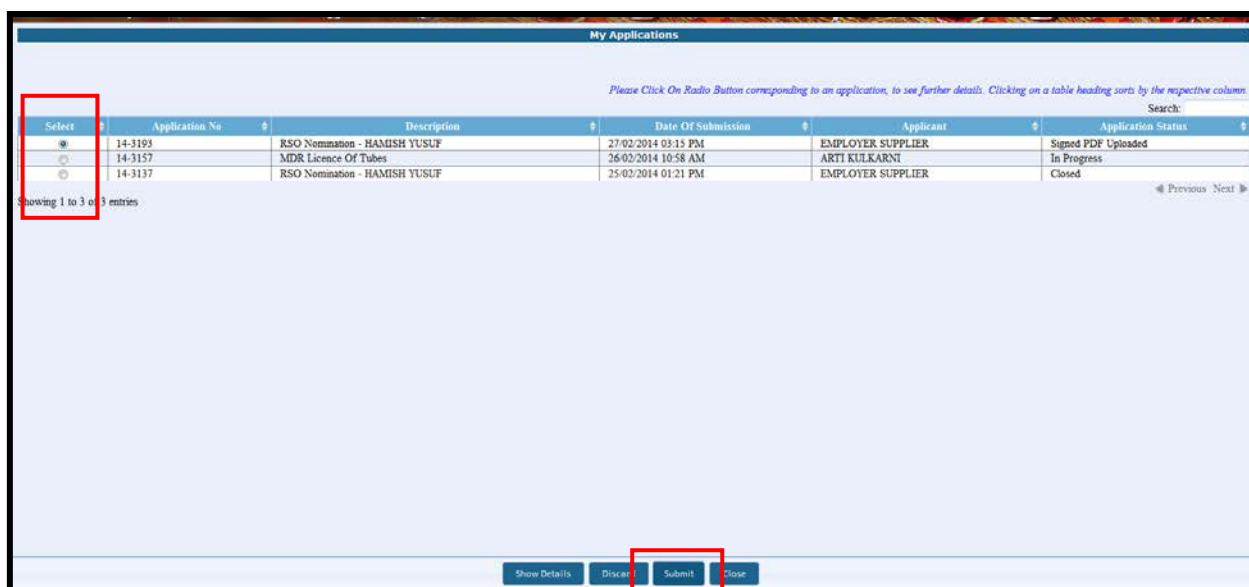 My Applications
Please Click On Radio Button corresponding to an application, to see further details. Clicking on a table heading sorts by the respective column.
Search:
Select Application No Description Date Of Submission Applicant Application Status
14-3193 RSO Nomination - HAMISH YUSUF 27/02/2014 03:15 PM EMPLOYER SUPPLIER Signed PDF Uploaded
14-3157 MDR Licence Of Tubes 26/02/2014 10:58 AM ARTI KULKARNI In Progress
14-3137 RSO Nomination - HAMISH YUSUF 25/02/2014 01:21 PM EMPLOYER SUPPLIER Closed
Previous Next
Showing 1 to 3 of 3 entries
Show Details Discard Submit Close